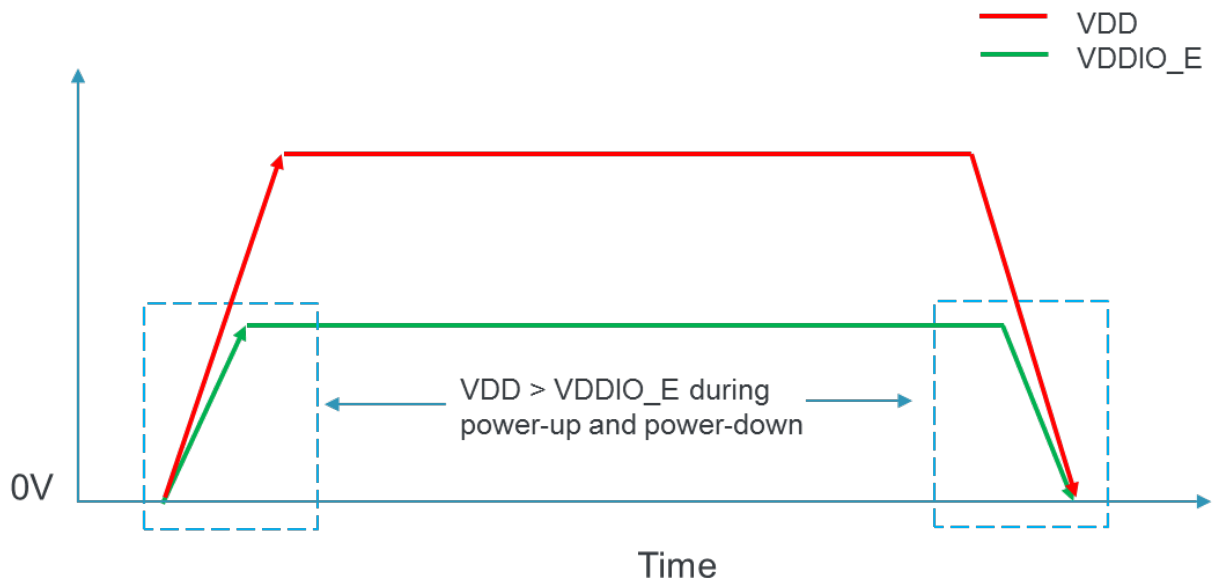 VDD
VDDIO_E
VDD > VDDIO_E during
power-up and power-down
0V
Time